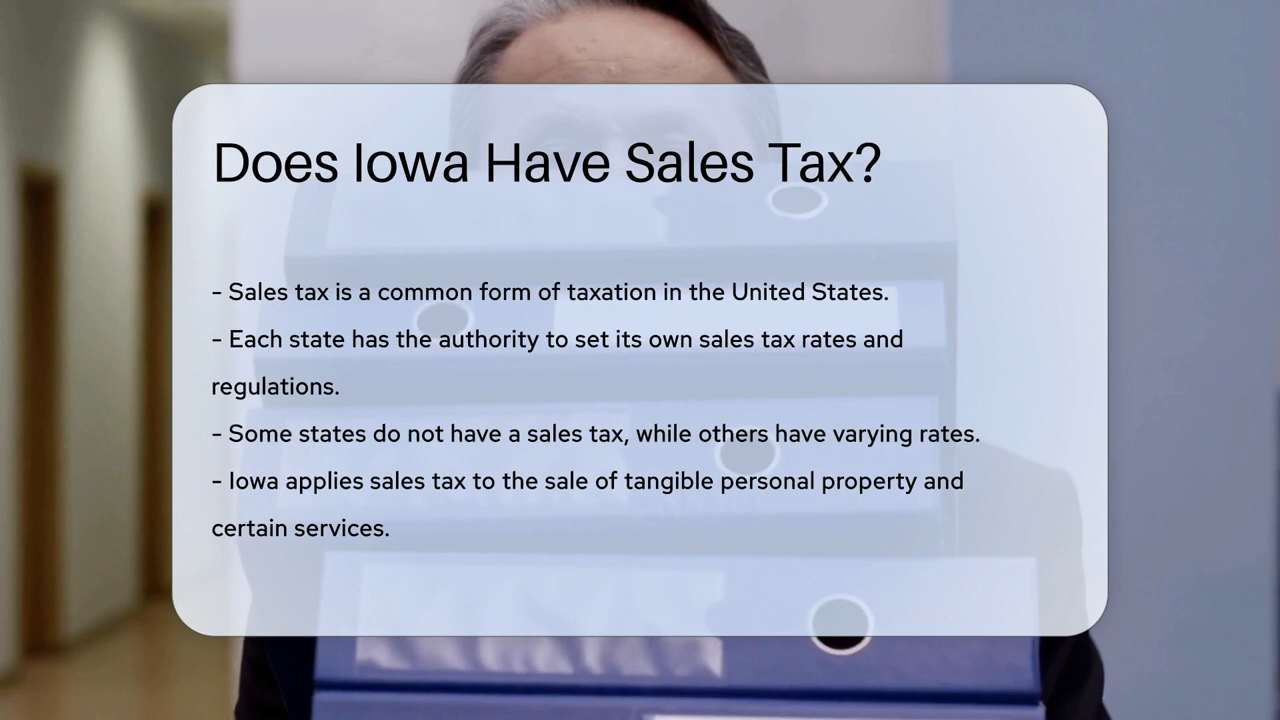 Does Iowa Have Sales Tax?
- Sales tax is a common form of taxation in the United States.
- Each state has the authority to set its own sales tax rates and
regulations.
- Some states do not have a sales tax, while others have varying rates.
- Iowa applies sales tax to the sale of tangible personal property and
certain services.